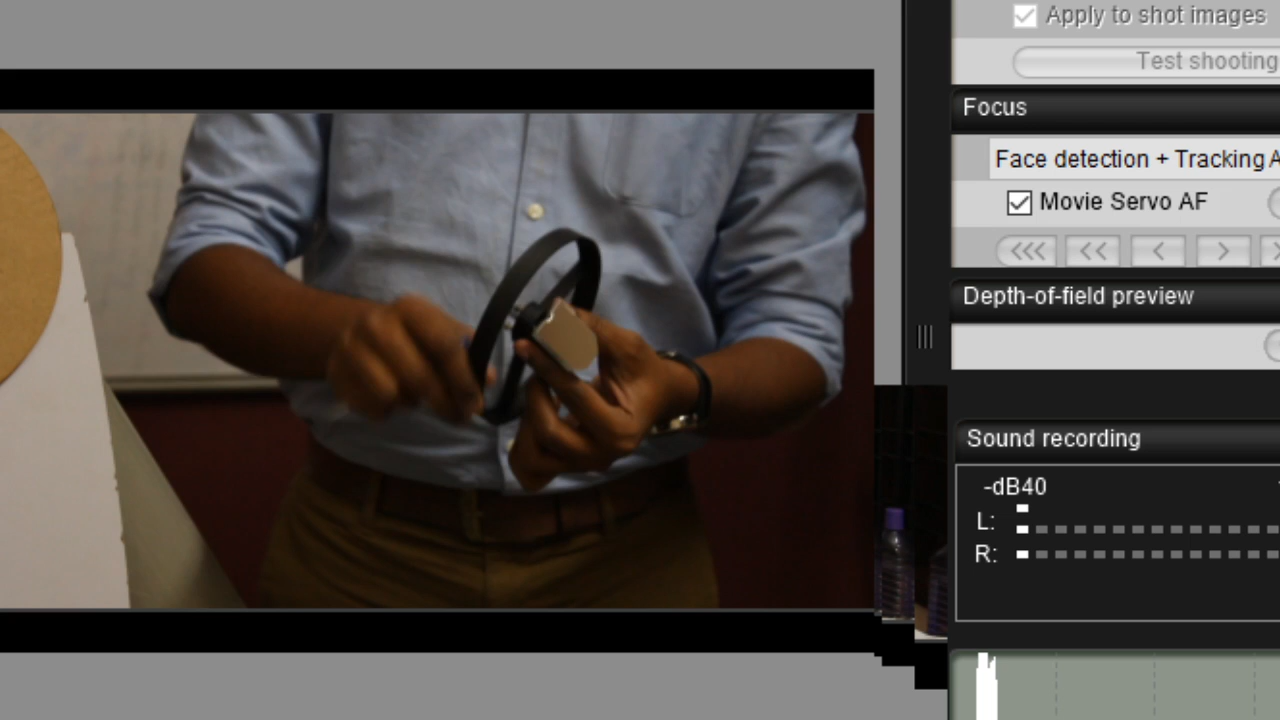 Apply to shot images
Test shooting
Focus
Face detection + Tracking A
Movie Servo AF
<<< << < >
Depth-of-field preview
Sound recording
-dB40
L:
R: